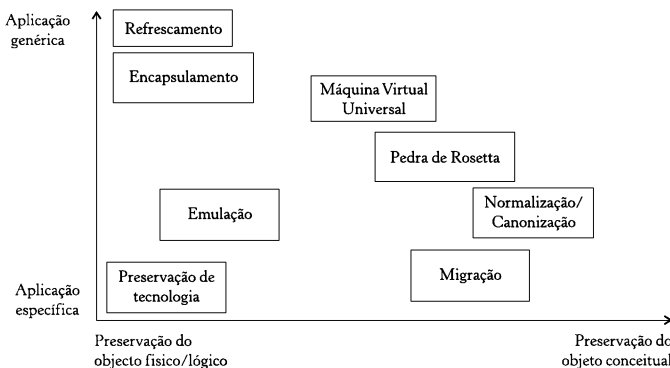 Aplicação
genérica
Refrescamento
Encapsulamento
Máquina Virtual
Universal
Pedra de Rosetta
Normalização/
Canonização
Emulação
Migração
Preservação de
tecnologia
Aplicação
específica
Preservação do
objecto fisico/lógico
Preservação do
objeto conceitual